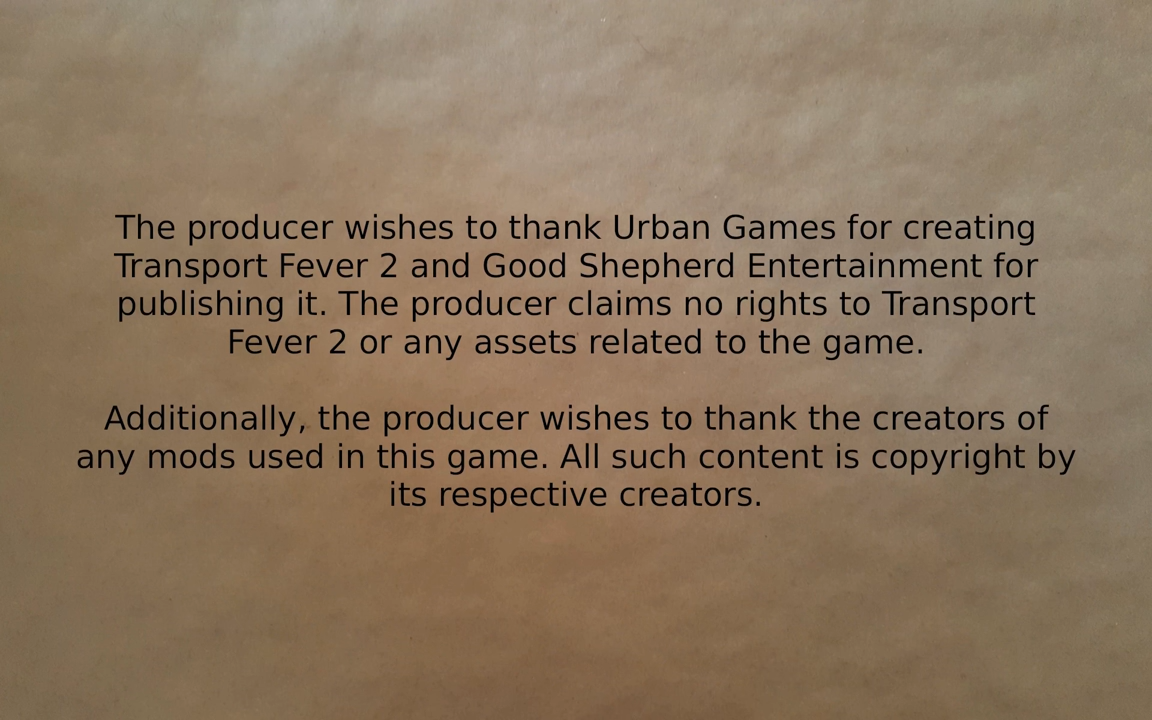 The producer wishes to thank Urban Games for creating
Transport Fever 2 and Good Shepherd Entertainment for
publishing it. The producer claims no rights to Transport
Fever 2 or any assets related to the game.
Additionally, the producer wishes to thank the creators of
any mods used in this game. All such content is copyright by
its respective creators.